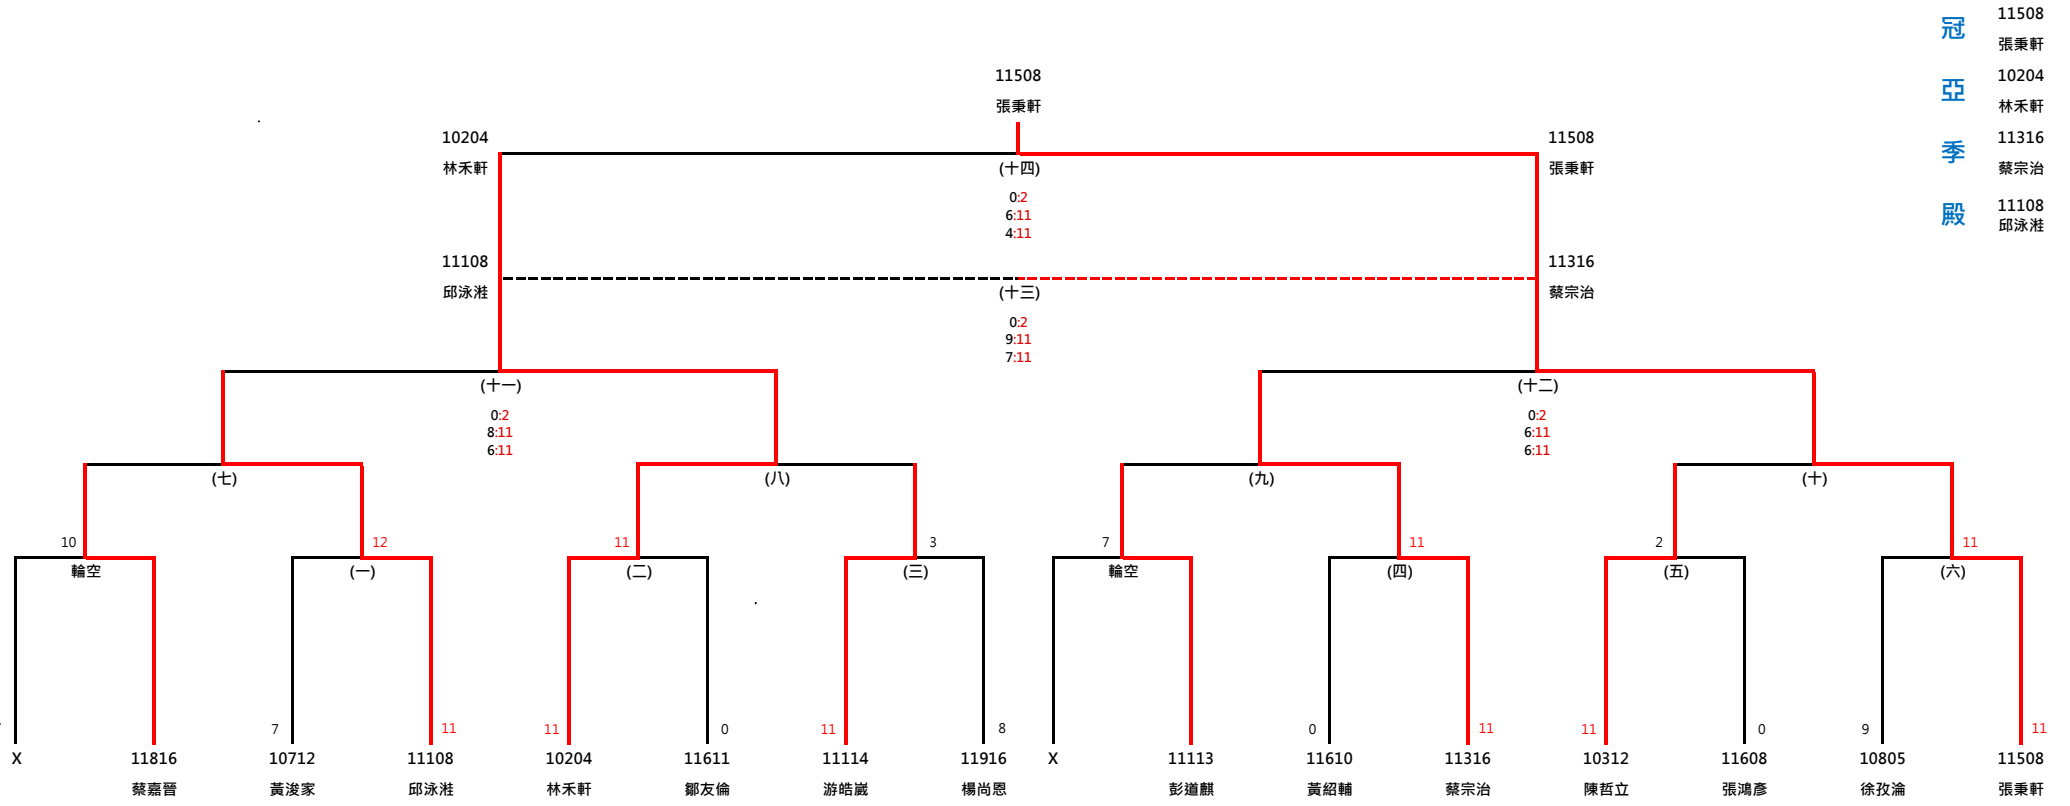 11508
冠
張秉軒
11508
10204
張秉軒
亞
林禾軒
10204
11508
11316
林禾軒
(十四)
張秉軒
季
蔡宗治
0:2
6:11
4:11
11108
殿
邱泳溎
11108
11316
邱泳溎
(十三)
蔡宗治
0:2
9:11
7:11
(十一)
(十二)
0:2
0:2
8:11
6:11
6:11
6:11
(七)
(八)
(九)
(十)
10
12
11
3
7
11
2
11
輪空
(一)
(二)
(三)
輪空
(四)
(五)
(六)
7
11
11
0
11
8
0
11
11
0
9
11
X
11816
10712
11108
10204
11611
11114
11916
X
11113
11610
11316
10312
11608
10805
11508
蔡嘉晉
黃浚家
邱泳溎
林禾軒
鄒友倫
游皓崴
楊尚恩
彭道麒
黃紹輔
蔡宗治
陳哲立
張鴻彥
徐孜淪
張秉軒